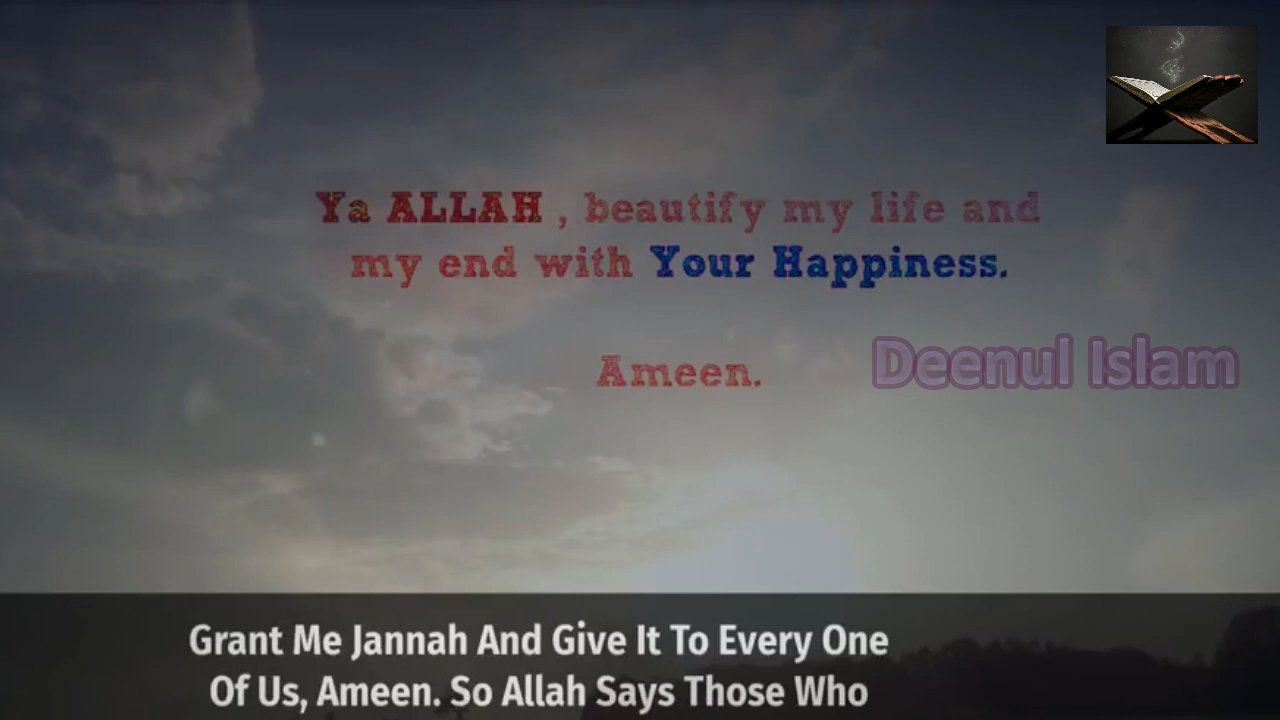 Ya ALLAH , beautify my life and
my end with Your Happiness.
Ameen.
Deenul Islam
Grant Me Jannah And Give It To Every One
Of Us, Ameen. So Allah Says Those Who